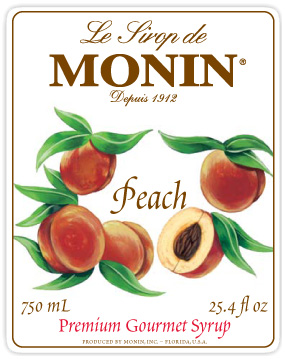 Le Sirop de
MONIN®
Depuis 1912
Peach
750 mL 25.4 fl oz
Premium Gourmet Syrup
PRODUCED BY MONIN, INC. ~ FLORIDA, U.S.A.